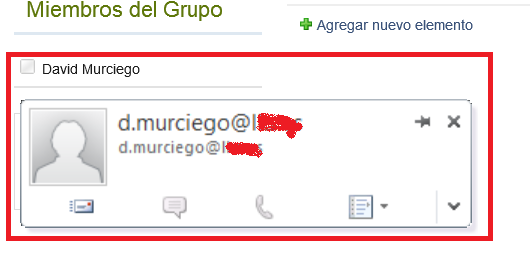 Miembros del Grupo
Agregar nuevo elemento
David Murciego
d.murciego@
d.murciego@